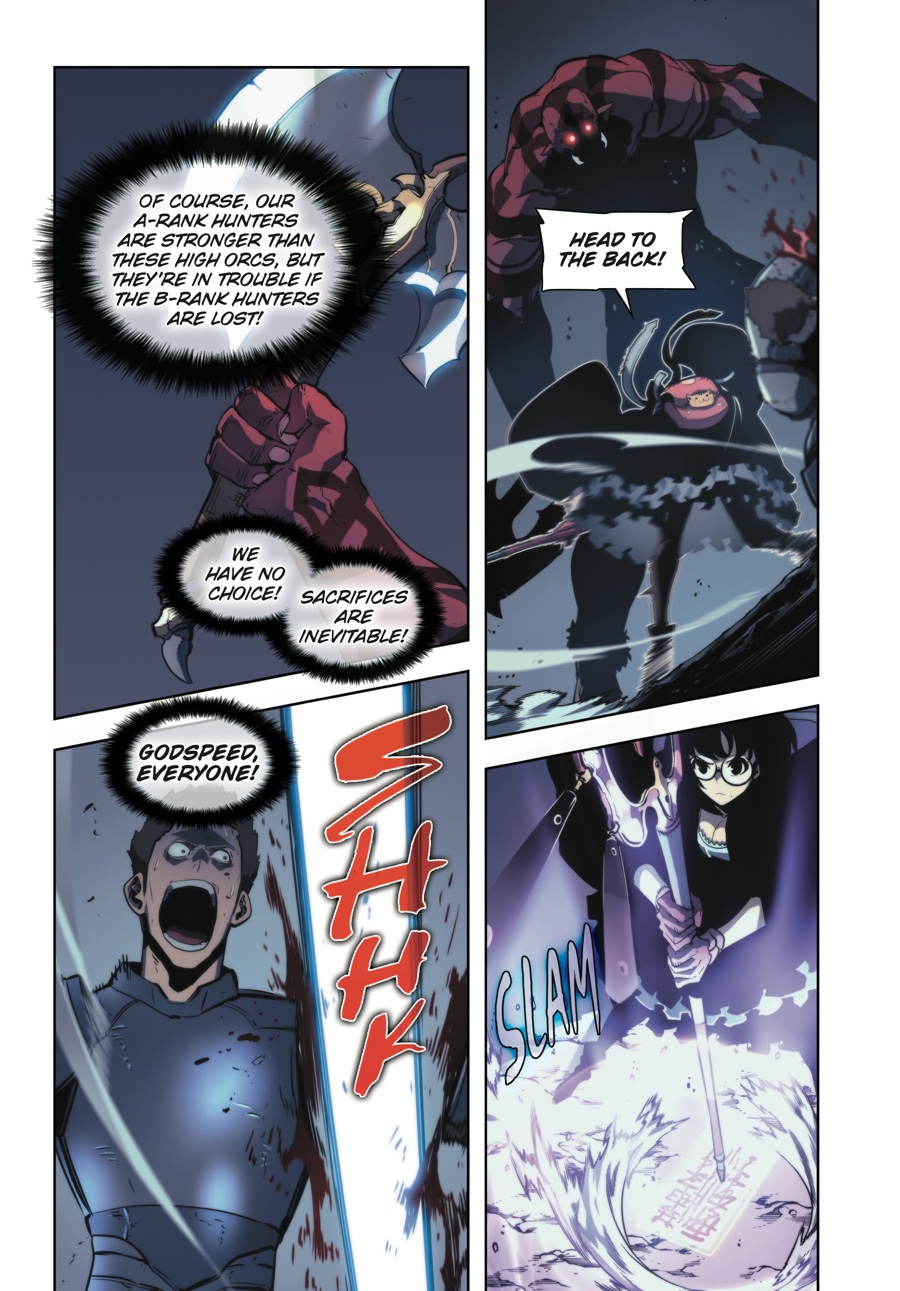 OF COURSE, OUR
A-RANK HUNTERS
ARE STRONGER THAN
THESE HIGH ORCS, BUT
THEY'RE IN TROUBLE IF
THE B-RANK HUNTERS
ARE LOST!
WE
HAVE NO
CHOICE!
SACRIFICES
ARE
INEVITABLE!
GODSPEED,
EVERYONE!
SHHK
HEAD TO
THE BACK!
SLAM